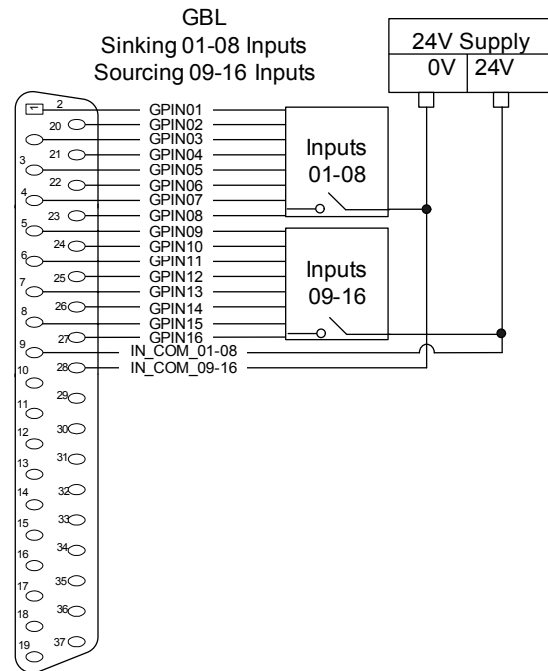 GBL
Sinking 01-08 Inputs
Sourcing 09-16 Inputs
24V Supply
0V 24V
1
2
20
3
21
4
22
5
23
6
24
7
25
8
26
9
27
10
28
11
29
12
30
13
31
14
32
15
33
16
34
17
35
18
36
19
37
GPIN01
GPIN02
GPIN03
GPIN04
GPIN05
GPIN06
GPIN07
GPIN08
GPIN09
GPIN10
GPIN11
GPIN12
GPIN13
GPIN14
GPIN15
GPIN16
IN_COM_01-08
IN_COM_09-16
Inputs
01-08
Inputs
09-16